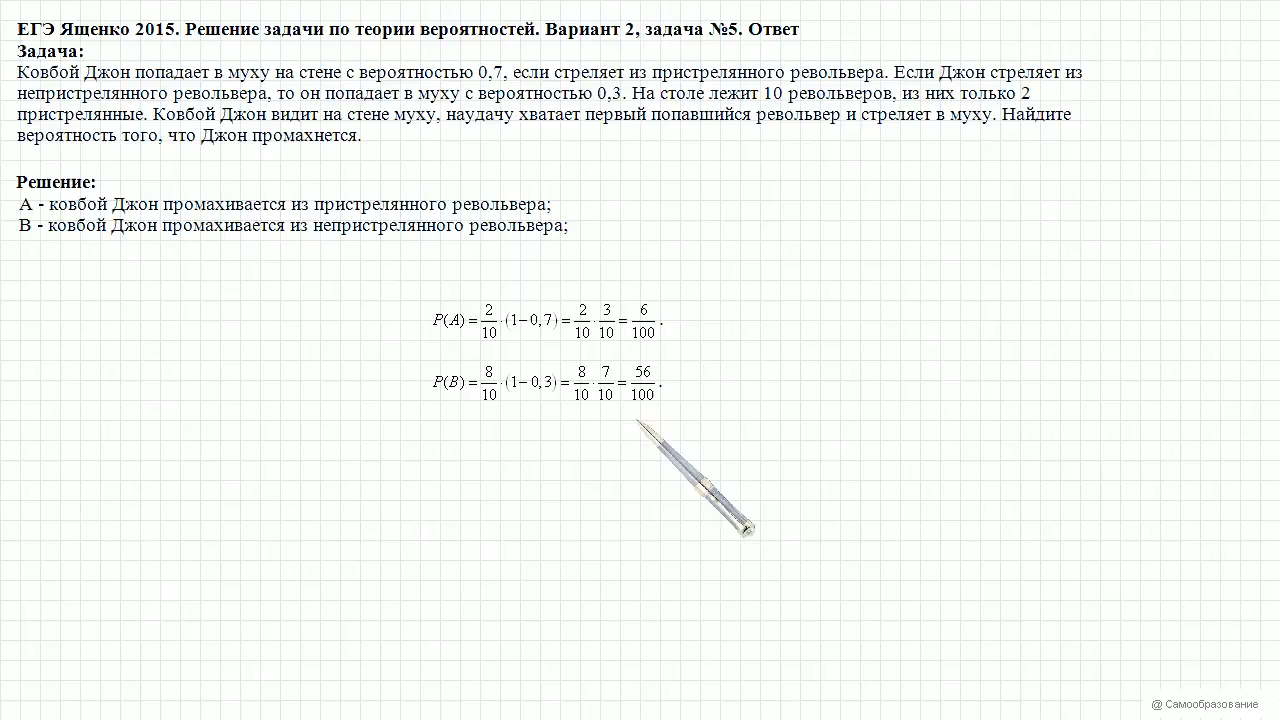 ЕГЭ Ященко 2015. Решение задачи по теории вероятностей. Вариант 2, задача №5. Ответ
Задача:
Ковбой Джон попадает в муху на стене с вероятностью 0,7, если стреляет из пристрелянного револьвера. Если Джон стреляет из
непристрелянного револьвера, то он попадает в муху с вероятностью 0,3. На столе лежит 10 револьверов, из них только 2
пристрелянные. Ковбой Джон видит на стене муху, наудачу хватает первый попавшийся револьвер и стреляет в муху. Найдите
вероятность того, что Джон промахнется.
Решение:
А - ковбой Джон промахивается из пристрелянного револьвера;
В - ковбой Джон промахивается из непристрелянного револьвера;
P(A) = 2/10 · (1−0,7) = 2/10 · 3/10 = 6/100 .
P(B) = 8/10 · (1−0,3) = 8/10 · 7/10 = 56/100 .
@ Самообразование